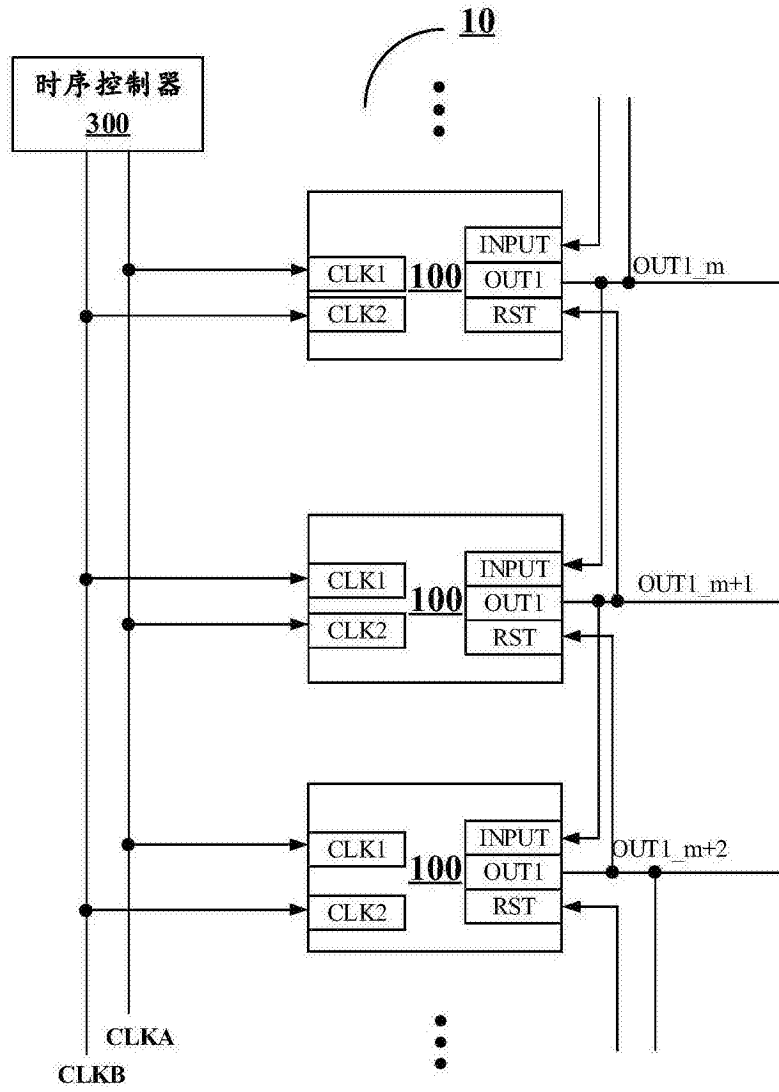 10
时序控制器
300
INPUT
CLK1
100
OUT1
OUT1_m
CLK2
RST
INPUT
CLK1
100
OUT1
OUT1_m+1
CLK2
RST
INPUT
CLK1
100
OUT1
OUT1_m+2
CLK2
RST
CLKA
CLKB